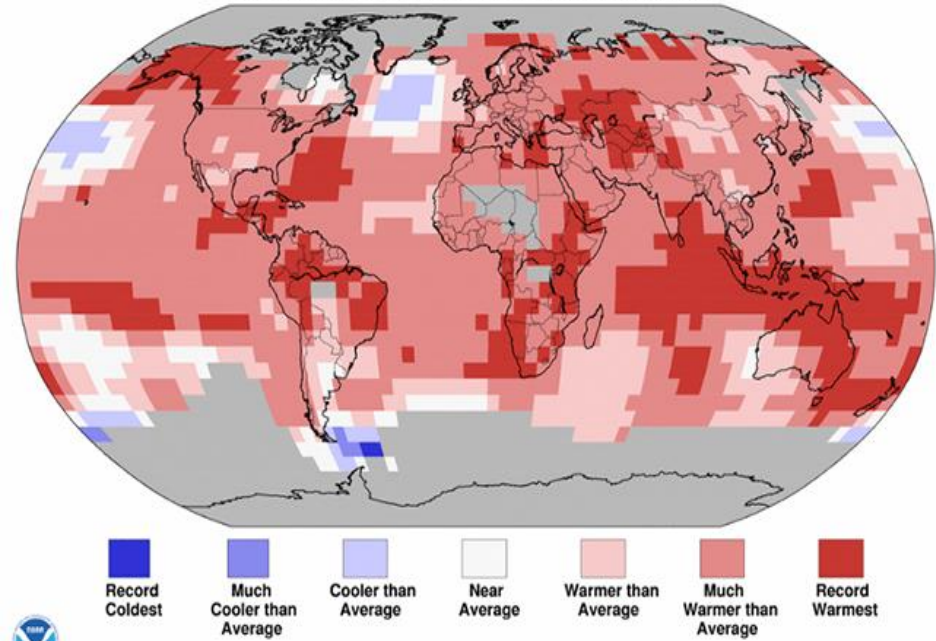 Record
Coldest
Much
Cooler than
Average
Cooler than
Average
Near
Average
Warmer than
Average
Much
Warmer than
Average
Record
Warmest
NOAA